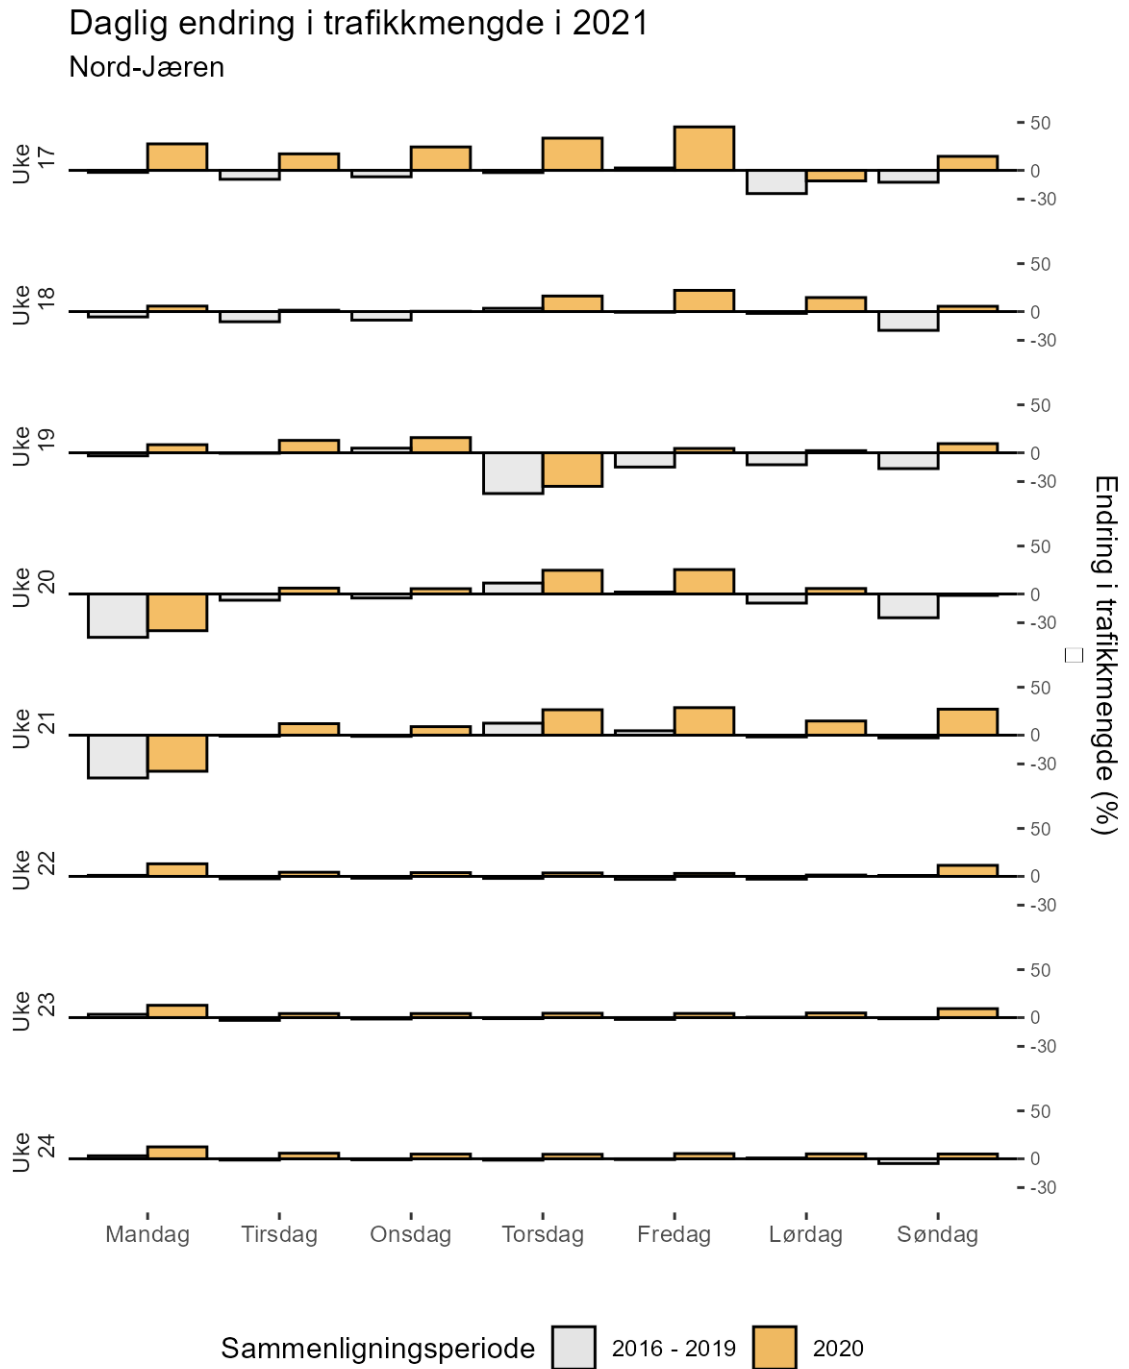 Daglig endring i trafikkmengde i 2021
Nord-Jæren
Uke 17
50
0
-30
Uke 18
50
0
-30
Uke 19
50
0
-30
Uke 20
50
0
-30
Uke 21
50
0
-30
Uke 22
50
0
-30
Uke 23
50
0
-30
Uke 24
50
0
-30
Endring i trafikkmengde (%)
Mandag Tirsdag Onsdag Torsdag Fredag Lørdag Søndag
Sammenligningsperiode 2016 - 2019 2020